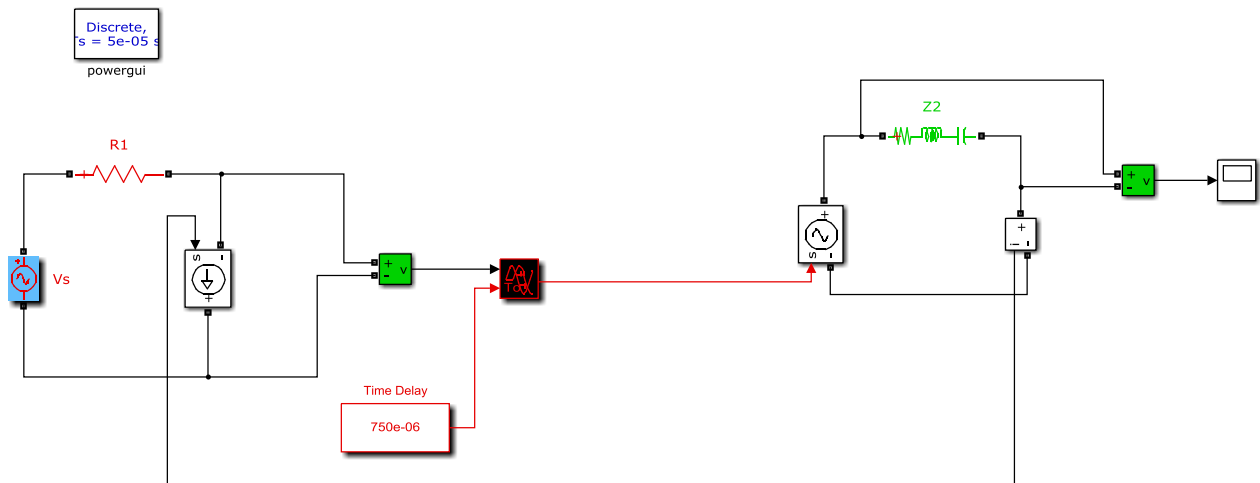 Discrete,
s = 5e-05 s
powergui
R1
Z2
+
+
v
+
-
s
-
+
Vs
+
-
v
+
s
-
+
i
-
Time Delay
750e-06